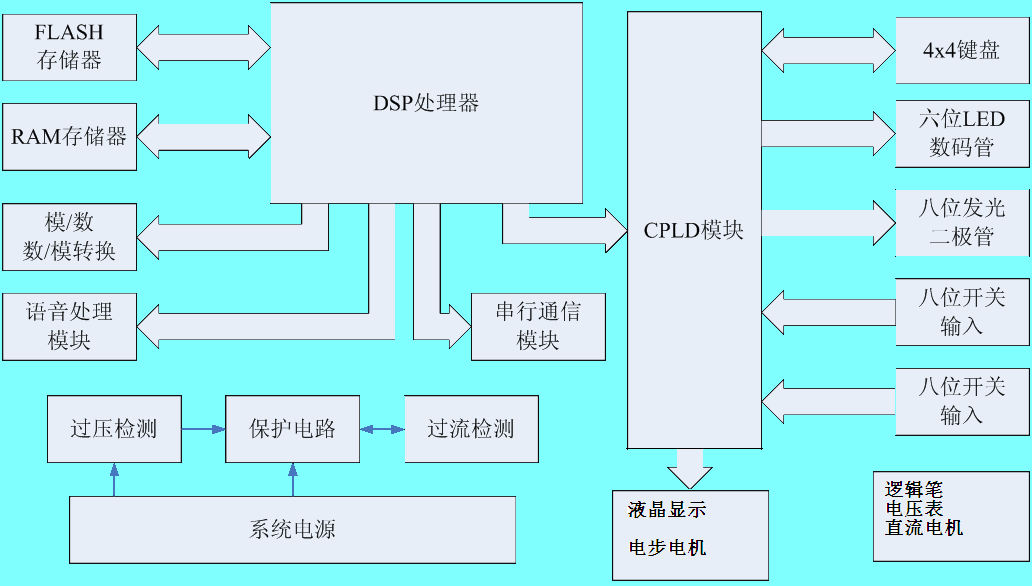 FLASH
存储器
DSP处理器
4x4键盘
RAM存储器
六位LED
数码管
模/数
数/模转换
CPLD模块
八位发光
二极管
语音处理
模块
串行通信
模块
八位开关
输入
过压检测
保护电路
过流检测
八位开关
输入
系统电源
液晶显示
电步电机
逻辑笔
电压表
直流电机